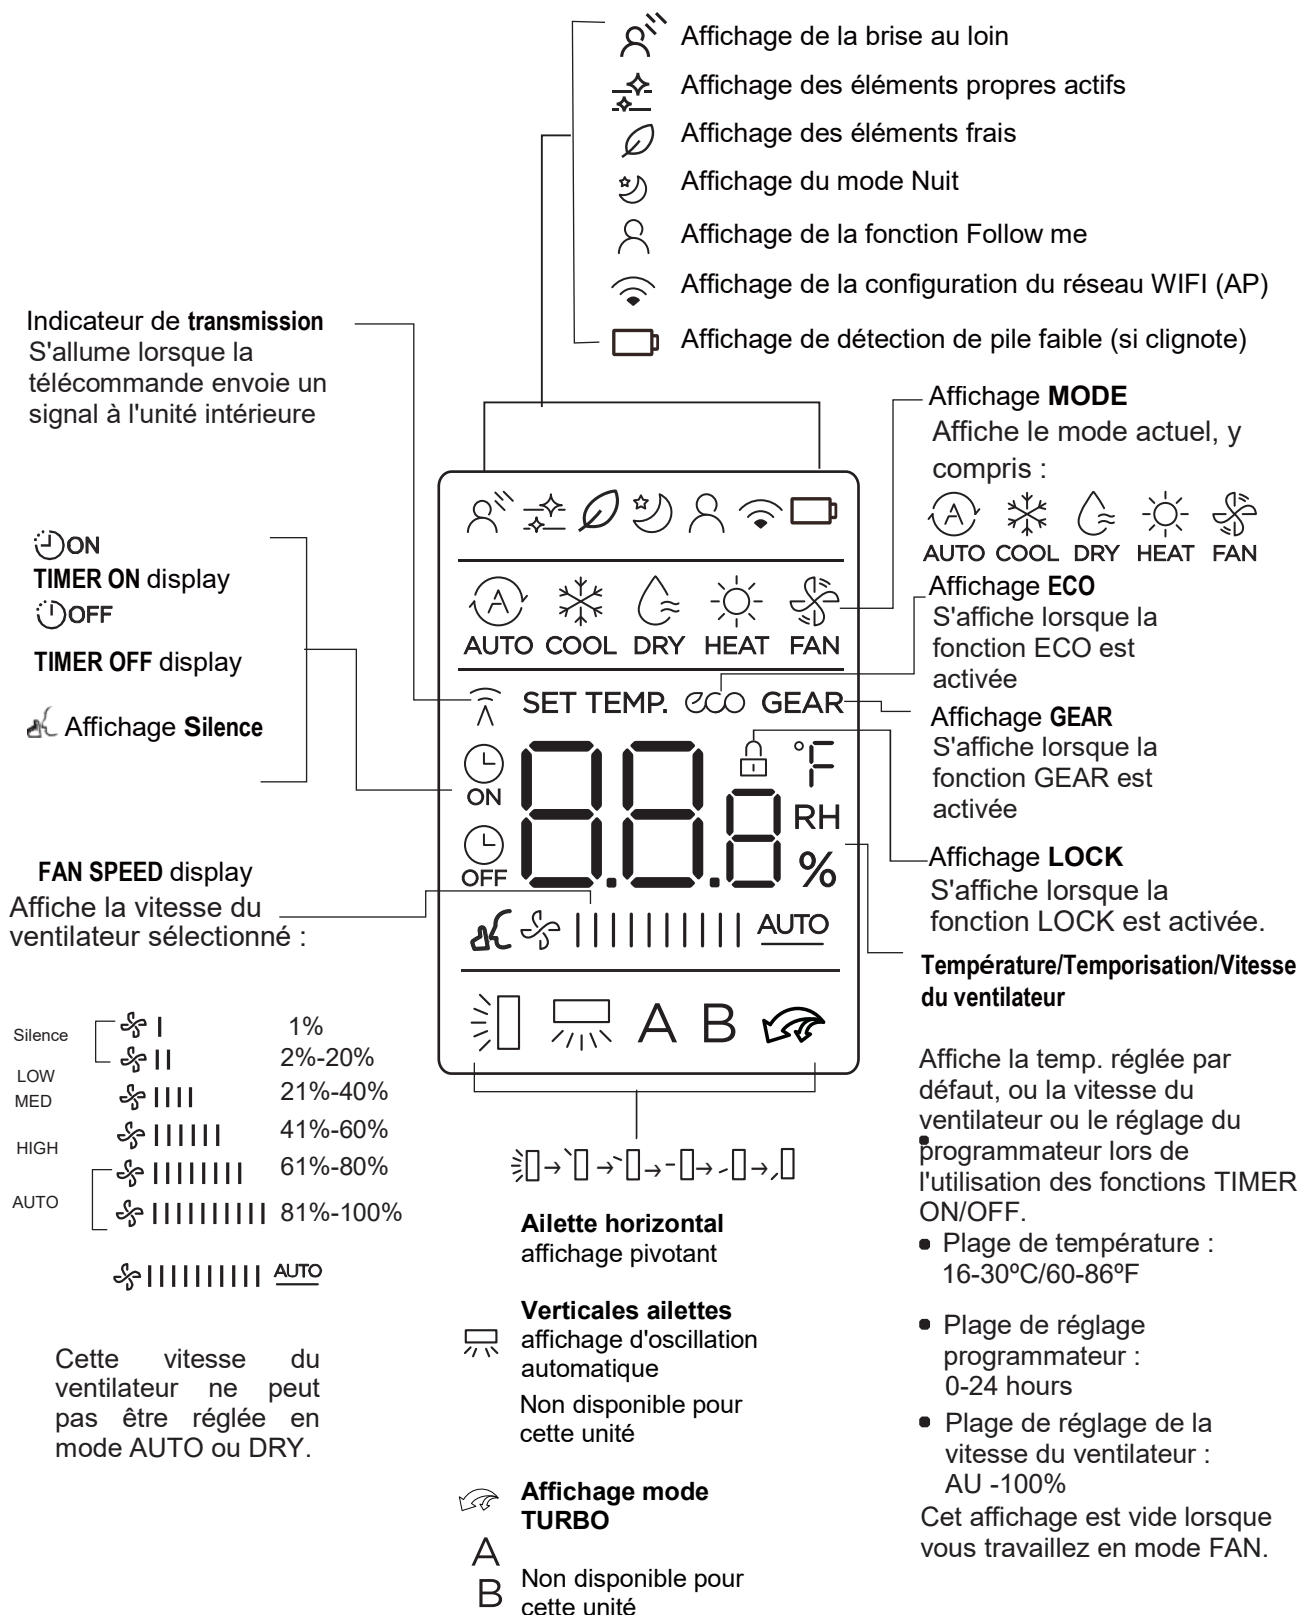 Affichage de la brise au loin
Affichage des éléments propres actifs
Affichage des éléments frais
Affichage du mode Nuit
Affichage de la fonction Follow me
Affichage de la configuration du réseau WIFI (AP)
Affichage de détection de pile faible (si clignote)
Indicateur de transmission
S'allume lorsque la
télécommande envoie un
signal à l'unité intérieure
ON
TIMER ON display
OFF
TIMER OFF display
Affichage Silence
FAN SPEED display
Affiche la vitesse du
ventilateur sélectionné :
Silence
LOW
MED
HIGH
AUTO
1%
2%-20%
21%-40%
41%-60%
61%-80%
81%-100%
AUTO
Cette vitesse du
ventilateur ne peut
pas être réglée en
mode AUTO ou DRY.
AUTO COOL DRY HEAT FAN
SET TEMP. eco GEAR
ON
OFF
8.8.8
°F
RH
%
AUTO
A B
Ailette horizontal
affichage pivotant
Verticales ailettes
affichage d'oscillation
automatique
Non disponible pour
cette unité
Affichage mode
TURBO
A
B
Non disponible pour
cette unité
Affichage MODE
Affiche le mode actuel, y
compris :
A
AUTO COOL DRY HEAT FAN
Affichage ECO
S'affiche lorsque la
fonction ECO est
activée
Affichage GEAR
S'affiche lorsque la
fonction GEAR est
activée
Affichage LOCK
S'affiche lorsque la
fonction LOCK est activée.
Température/Temporisation/Vitesse
du ventilateur
Affiche la temp. réglée par
défaut, ou la vitesse du
ventilateur ou le réglage du
programmateur lors de
l'utilisation des fonctions TIMER
ON/OFF.
Plage de température :
16-30ºC/60-86ºF
Plage de réglage
programmateur :
0-24 hours
Plage de réglage de la
vitesse du ventilateur :
AU -100%
Cet affichage est vide lorsque
vous travaillez en mode FAN.